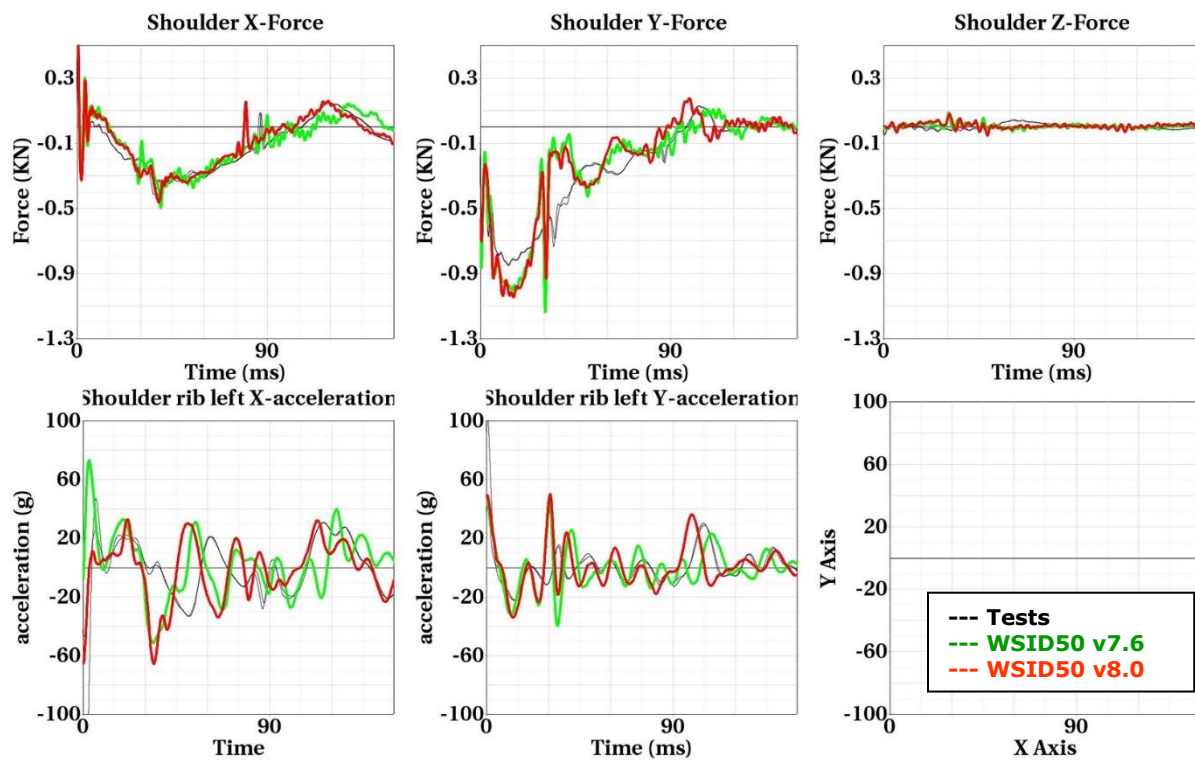 Shoulder X-Force
Shoulder Y-Force
Shoulder Z-Force
Force (KN)
0.3
-0.1
-0.5
-0.9
-1.3
0
90
Time (ms)
Force (KN)
0.3
-0.1
-0.5
-0.9
-1.3
0
90
Time (ms)
Force (KN)
0.3
-0.1
-0.5
-0.9
-1.3
0
90
Time (ms)
Shoulder rib left X-acceleration
Shoulder rib left Y-acceleration
acceleration (g)
100
60
20
-20
-60
-100
0
90
Time
acceleration (g)
100
60
20
-20
-60
-100
0
90
Time (ms)
Y Axis
100
60
20
-20
-60
-100
0
90
X Axis
--- Tests
--- WSID50 v7.6
--- WSID50 v8.0